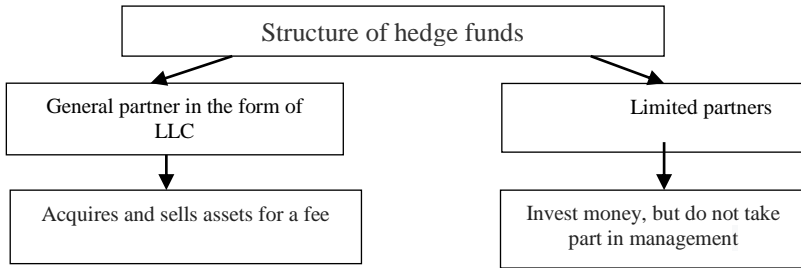 Structure of hedge funds
General partner in the form of
LLC
Limited partners
Acquires and sells assets for a fee
Invest money, but do not take
part in management